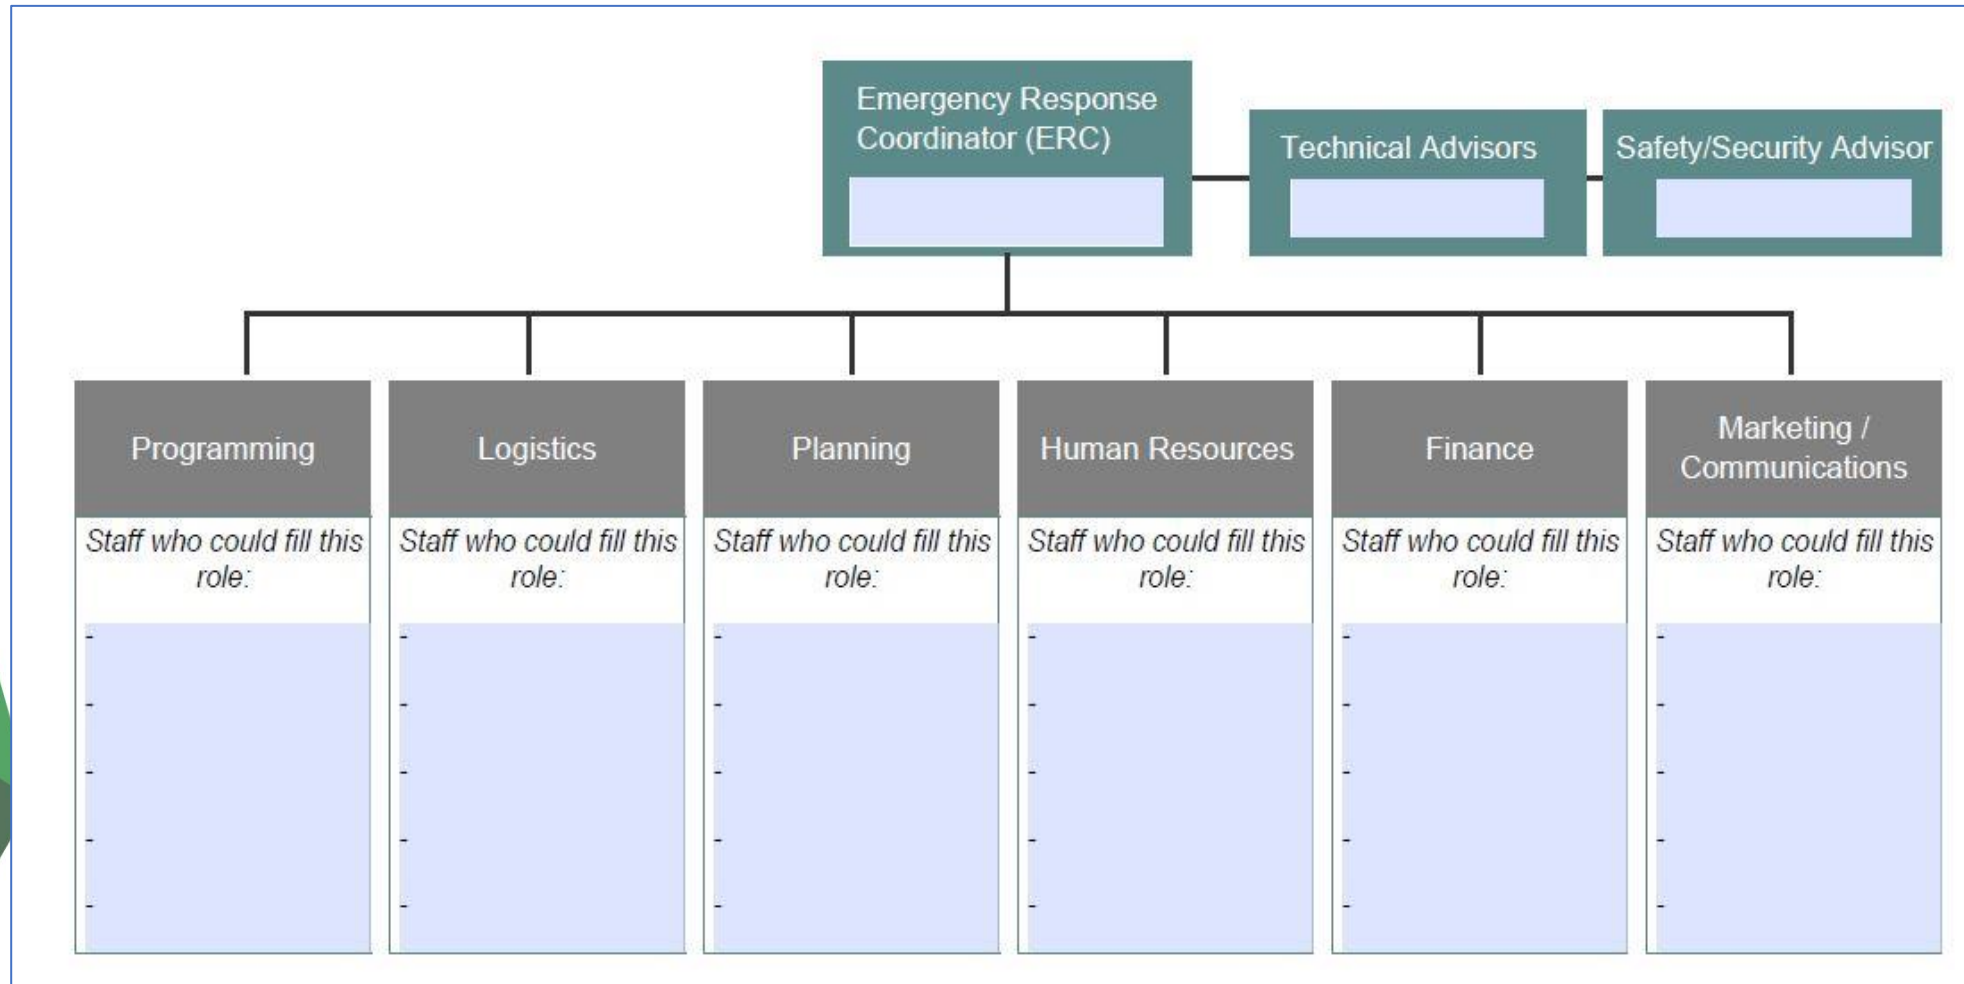 Emergency Response
Coordinator (ERC)
Technical Advisors
Safety/Security Advisor
Programming
Logistics
Planning
Human Resources
Finance
Marketing /
Communications
Staff who could fill this
role:
-
-
-
-
-
Staff who could fill this
role:
-
-
-
-
-
Staff who could fill this
role:
-
-
-
-
-
Staff who could fill this
role:
-
-
-
-
-
Staff who could fill this
role:
-
-
-
-
-
Staff who could fill this
role:
-
-
-
-
-